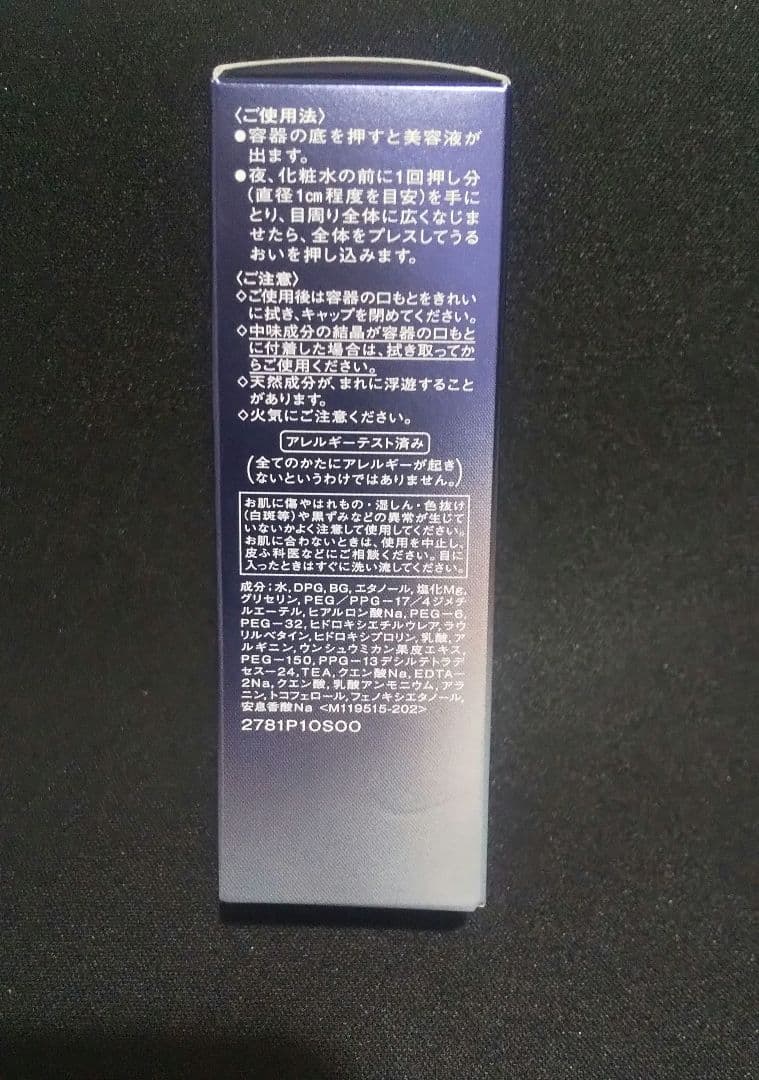 〈ご使用法〉
●容器の底を押すと美容液が
出ます。
●夜、化粧水の前に1回押し分
(直径1cm程度を目安)を手に
とり、目周り全体に広くなじま
せたら、全体をプレスしてうる
おいを押し込みます。
〈ご注意〉
◇ご使用後は容器の口もとをきれい
に拭き、キャップを閉めてください。
◇中味成分の結晶が容器の口もと
に付着した場合は、拭き取ってか
らご使用ください。
◇天然成分が、まれに浮遊すること
があります。
◇火気にご注意ください。
アレルギーテスト済み
(全てのかたにアレルギーが起き
ないというわけではありません。)
お肌に傷やはれもの・湿しん・色抜け
(白斑等)や黒ずみなどの異常が生じて
いないかよく注意して使用してください。
お肌に合わないときは、使用を中止し、
皮ふ科医などにご相談ください。目に
入ったときはすぐに洗い流してください。
成分;水,DPG,BG,エタノール,塩化Mg,
グリセリン,PEG/PPG-17/4ジメチ
ルエーテル,ヒアルロン酸Na,PEG-6,
PEG-32,ヒドロキシエチルウレア,ラウ
リルベタイン,ヒドロキシプロリン,乳酸,ア
ルギニン,ウンシュウミカン果皮エキス,
PEG-150,PPG-13デシルテトラデ
セス-24,TEA,クエン酸Na,EDTA-
2Na,クエン酸,乳酸アンモニウム,アラ
ニン,トコフェロール,フェノキシエタノール,
安息香酸Na <M119515-202>
2781P1OSOO